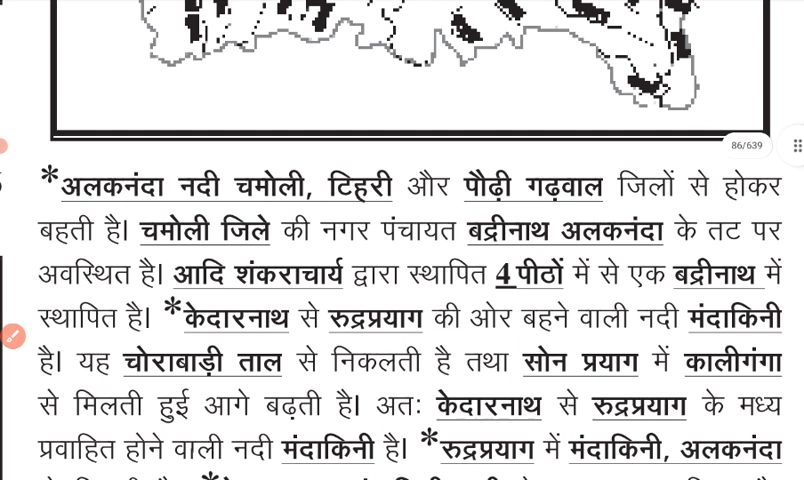 86/639
*अलकनंदा नदी चमोली, टिहरी और पौढ़ी गढ़वाल जिलों से होकर
बहती है। चमोली जिले की नगर पंचायत बद्रीनाथ अलकनंदा के तट पर
अवस्थित है। आदि शंकराचार्य द्वारा स्थापित 4 पीठों में से एक बद्रीनाथ में
स्थापित है। *केदारनाथ से रुद्रप्रयाग की ओर बहने वाली नदी मंदाकिनी
है। यह चोराबाड़ी ताल से निकलती है तथा सोन प्रयाग में कालीगंगा
से मिलती हुई आगे बढ़ती है। अतः केदारनाथ से रुद्रप्रयाग के मध्य
प्रवाहित होने वाली नदी मंदाकिनी है। *रुद्रप्रयाग में मंदाकिनी, अलकनंदा